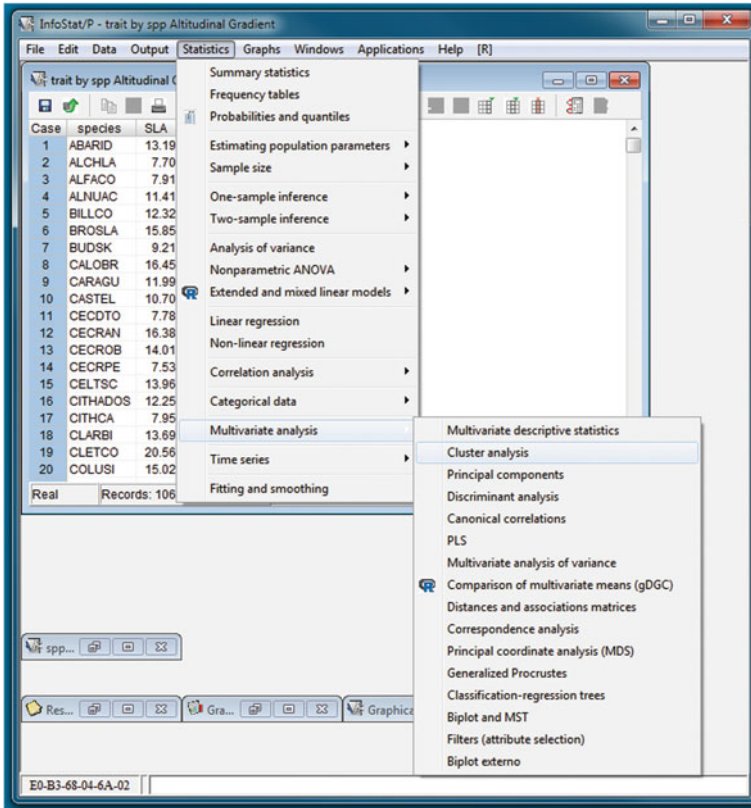 InfoStat/P - trait by spp Altitudinal Gradient
File Edit Data Output Statistics Graphs Windows Applications Help [R]
trait by spp Altitudinal
Case species SLA
1 ABARID 13.19
2 ALCHLA 7.70
3 ALFACO 7.91
4 ALNUAC 11.41
5 BILLCO 12.32
6 BROSLA 15.85
7 BUDSK 9.21
8 CALOBR 16.45
9 CARAGU 11.99
10 CASTEL 10.70
11 CECDTO 7.78
12 CECRAN 16.38
13 CECROB 14.01
14 CECRPE 7.53
15 CELTSC 13.96
16 CITHADOS 12.25
17 CITHCA 7.95
18 CLARBI 13.69
19 CLETCO 20.56
20 COLUSI 15.02
Real Records: 106
Summary statistics
Frequency tables
Probabilities and quantiles
Estimating population parameters
Sample size
One-sample inference
Two-sample inference
Analysis of variance
Nonparametric ANOVA
Extended and mixed linear models
Linear regression
Non-linear regression
Correlation analysis
Categorical data
Multivariate analysis
Time series
Fitting and smoothing
Multivariate descriptive statistics
Cluster analysis
Principal components
Discriminant analysis
Canonical correlations
PLS
Multivariate analysis of variance
Comparison of multivariate means (gDGC)
Distances and associations matrices
Correspondence analysis
Principal coordinate analysis (MDS)
Generalized Procrustes
Classification-regression trees
Biplot and MST
Filters (attribute selection)
Biplot externo
spp...
Res... Gra... Graphica
E0-B3-68-04-6A-02